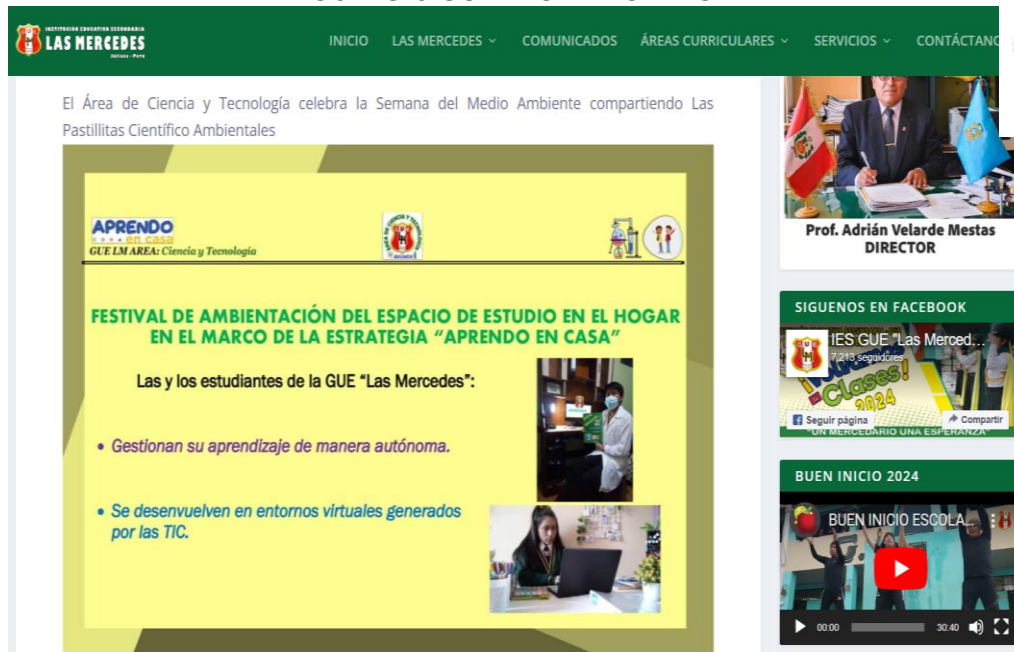 INSTITUCIÓN EDUCATIVA SECUNDARIA
LAS MERCEDES
Juliaca - Perú
INICIO LAS MERCEDES COMUNICADOS ÁREAS CURRICULARES SERVICIOS CONTÁCTANO
El Área de Ciencia y Tecnología celebra la Semana del Medio Ambiente compartiendo Las
Pastillitas Científico Ambientales
APRENDO
en casa
GUE LM AREA: Ciencia y Tecnología
FESTIVAL DE AMBIENTACIÓN DEL ESPACIO DE ESTUDIO EN EL HOGAR
EN EL MARCO DE LA ESTRATEGIA “APRENDO EN CASA”
Las y los estudiantes de la GUE “Las Mercedes”:
• Gestionan su aprendizaje de manera autónoma.
• Se desenvuelven en entornos virtuales generados
por las TIC.
Prof. Adrián Velarde Mestas
DIRECTOR
SIGUENOS EN FACEBOOK
IES GUE "Las Merced...
7,213 seguidores
Clases!
2024
Seguir página Compartir
"UN MERCEDARIO UNA ESPERANZA"
BUEN INICIO 2024
BUEN INICIO ESCOLA...
00:00 30:40